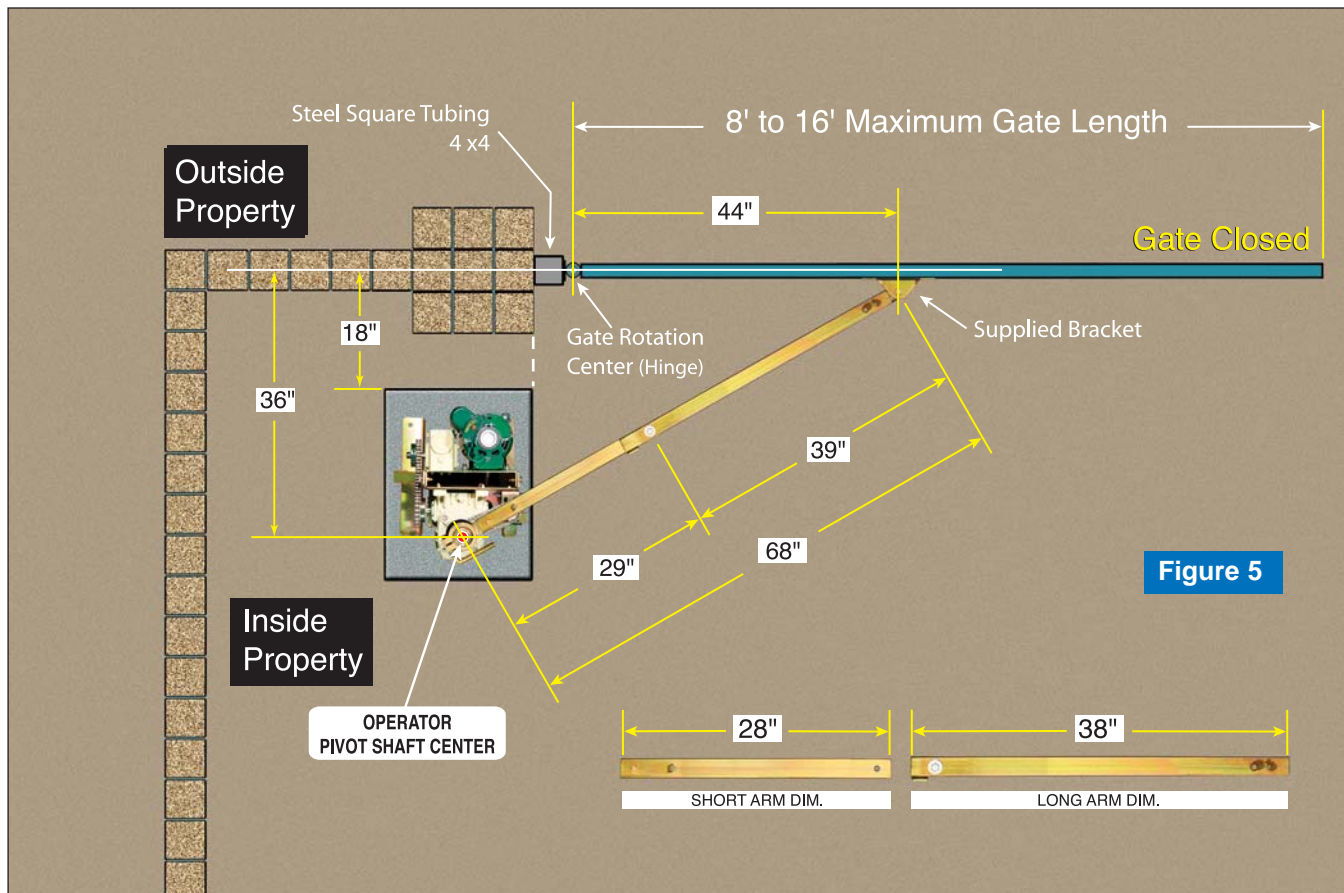 Steel Square Tubing
4 x4
8' to 16' Maximum Gate Length
Outside
Property
44"
Gate Closed
18"
Gate Rotation
Center (Hinge)
Supplied Bracket
36"
39"
29"
68"
Figure 5
Inside
Property
OPERATOR
PIVOT SHAFT CENTER
28"
38"
SHORT ARM DIM.
LONG ARM DIM.